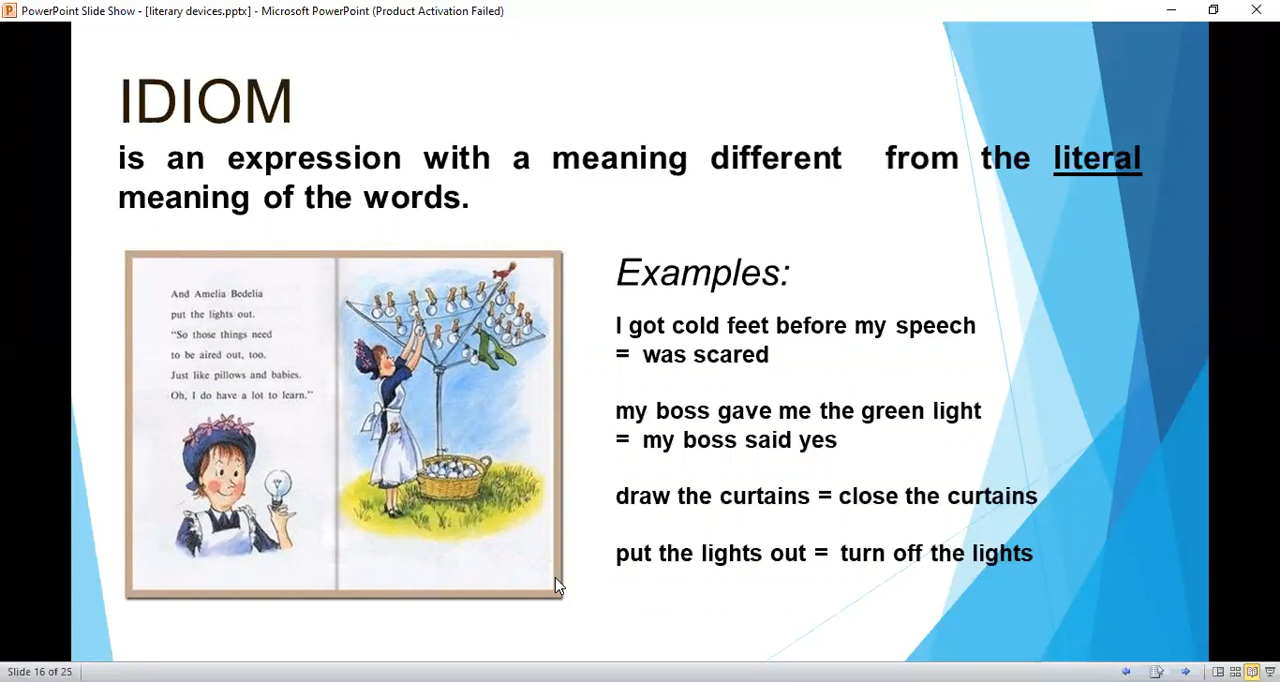 PowerPoint Slide Show - [literary devices.pptx] - Microsoft PowerPoint (Product Activation Failed)
IDIOM
is an expression with a meaning different from the literal
meaning of the words.
And Amelia Bedelia
put the lights out.
"So those things need
to be aired out, too.
Just like pillows and babies.
Oh, I do have a lot to learn."
Examples:
I got cold feet before my speech
= was scared
my boss gave me the green light
= my boss said yes
draw the curtains = close the curtains
put the lights out = turn off the lights
Slide 16 of 25